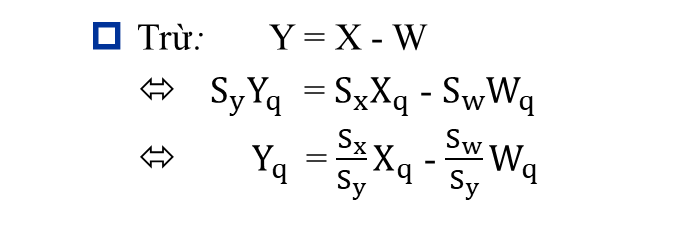 Trừ: Y = X - W
⇔ SyYq = SxXq - SwWq
⇔ Yq = Sx/Sy Xq - Sw/Sy Wq